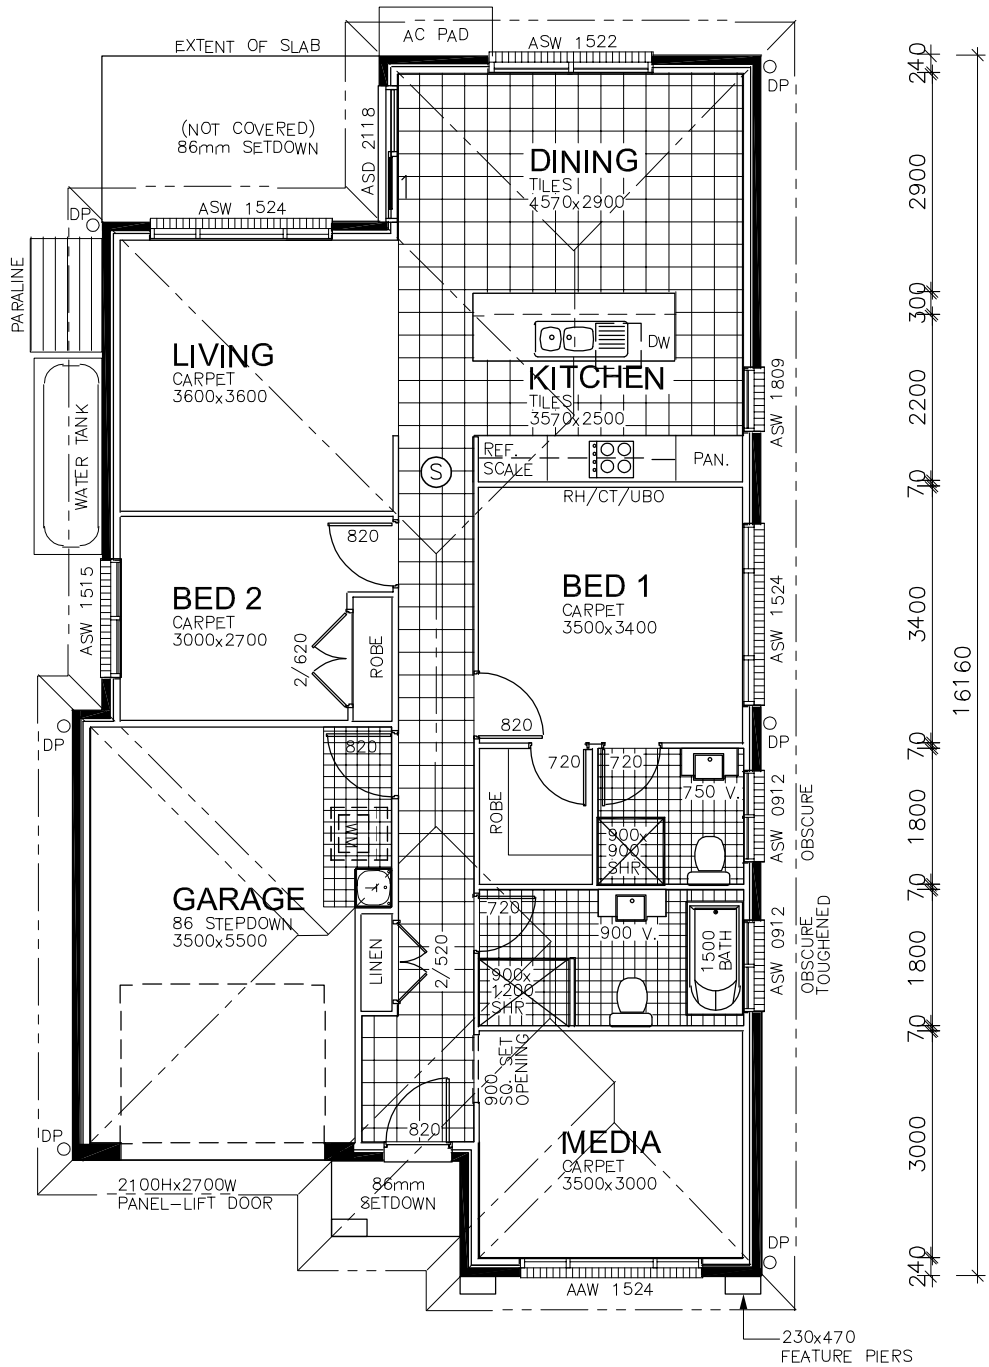 AC PAD
EXTENT OF SLAB
ASW 1522
240
DP
(NOT COVERED)
86mm SETDOWN
ASD 2118
DINING
TILES
4570x2900
2900
ASW 1524
DP
PARALINE
300
DW
LIVING
CARPET
3600x3600
KITCHEN
TILES
3570x2500
ASW 1809
2200
WATER TANK
S
REF.
SCALE
PAN.
RH/CT/UBO
70
820
BED 2
CARPET
3000x2700
BED 1
CARPET
3500x3400
ASW 1515
ASW 1524
3400
2/620
ROBE
16160
820
DP
820
720
720
DP
70
ROBE
750 V.
900x
900
SHR
ASW 0912
OBSCURE
1800
WM
GARAGE
86 STEPDOWN
3500x5500
70
720
900 V.
LINEN
2/520
1500
BATH
ASW 0912
OBSCURE
TOUGHENED
1800
900x
1200
SHR
70
900
SQ. SET
OPENING
820
DP
MEDIA
CARPET
3500x3000
3000
2100Hx2700W
PANEL-LIFT DOOR
86mm
SETDOWN
DP
240
AAW 1524
230x470
FEATURE PIERS